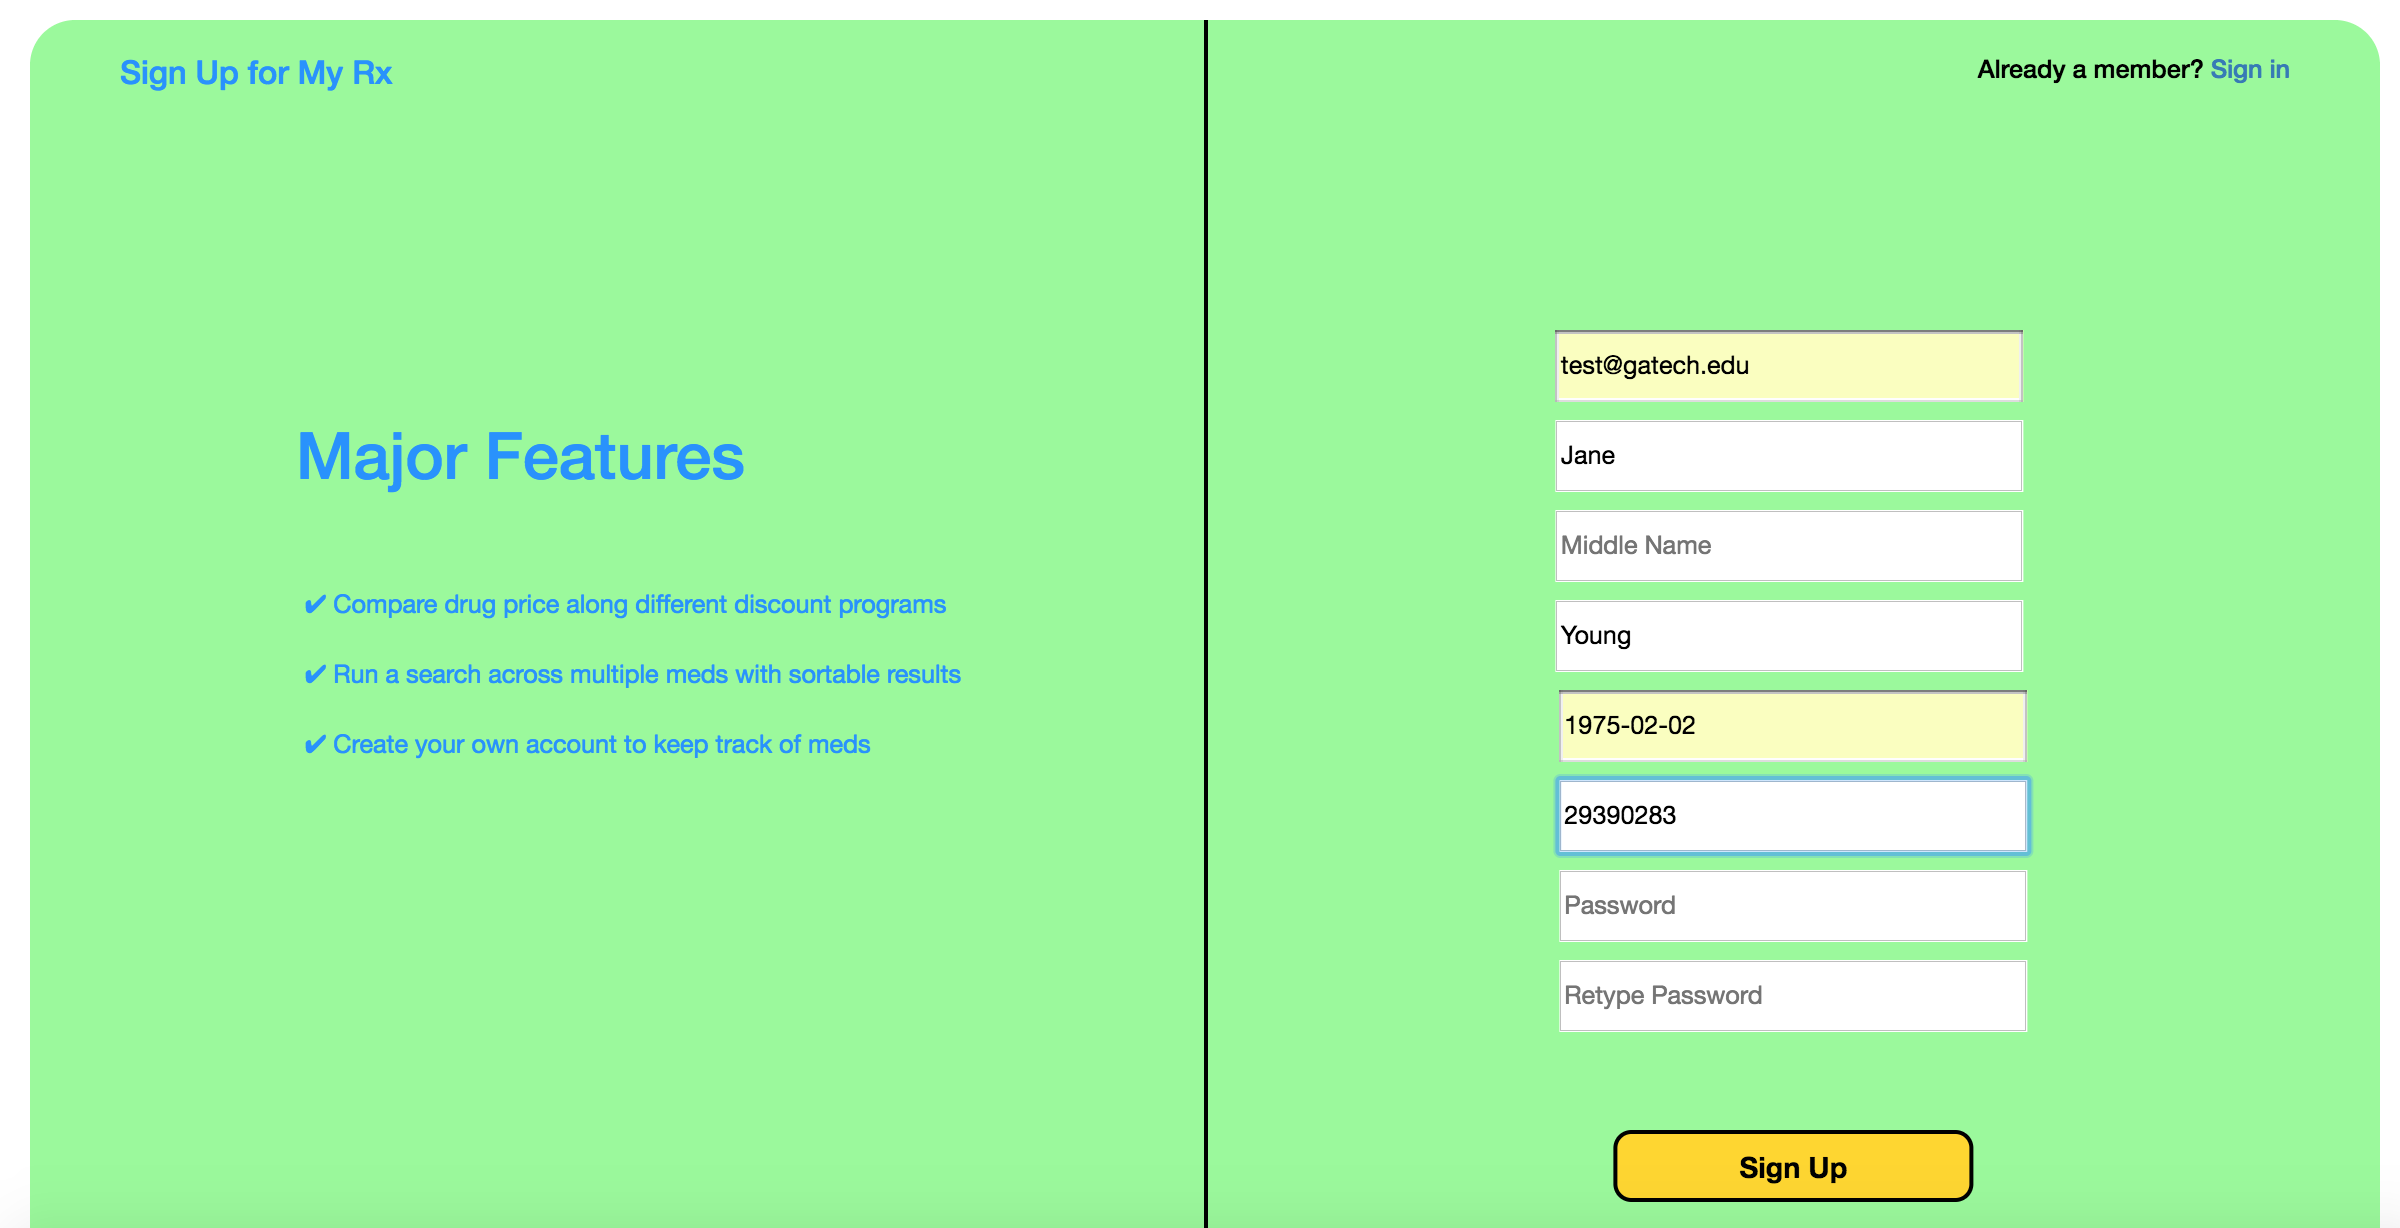 Sign Up for My Rx
Already a member? Sign in
Major Features
✔ Compare drug price along different discount programs
✔ Run a search across multiple meds with sortable results
✔ Create your own account to keep track of meds
test@gatech.edu
Jane
Middle Name
Young
1975-02-02
29390283
Password
Retype Password
Sign Up